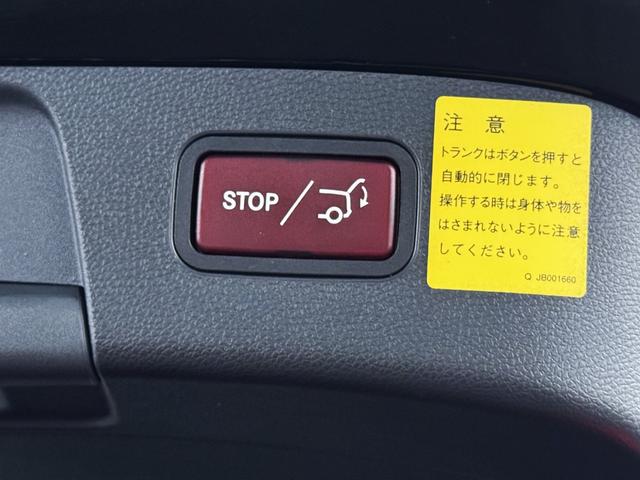 STOP
注意
トランクはボタンを押すと
自動的に閉じます。
操作する時は身体や物を
はさまれないように注意
してください。
Q JB001660